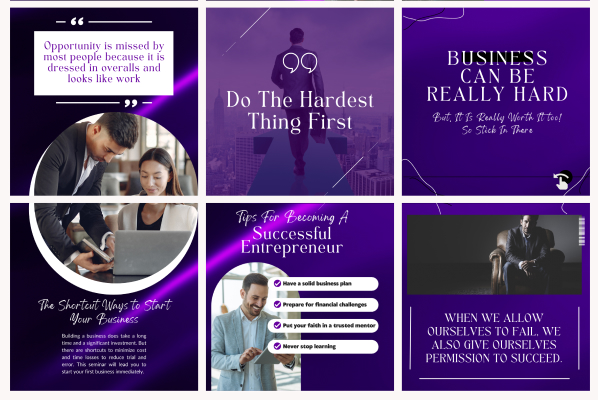 Opportunity is missed by
most people because it is
dressed in overalls and
looks like work
Do The Hardest
Thing First
BUSINESS
CAN BE
REALLY HARD
But, It Is Really Worth It too!
So Stick In There
The Shortcut Ways to Start
Your Business
Building a business does take a long
time and a significant investment. But
there are shortcuts to minimize cost
and time losses to reduce trial and
error. This seminar will lead you to
start your first business immediately.
Tips For Becoming A
Successful
Entrepreneur
Have a solid business plan
Prepare for financial challenges
Put your faith in a trusted mentor
Never stop learning
WHEN WE ALLOW
OURSELVES TO FAIL, WE
ALSO GIVE OURSELVES
PERMISSION TO SUCCEED.